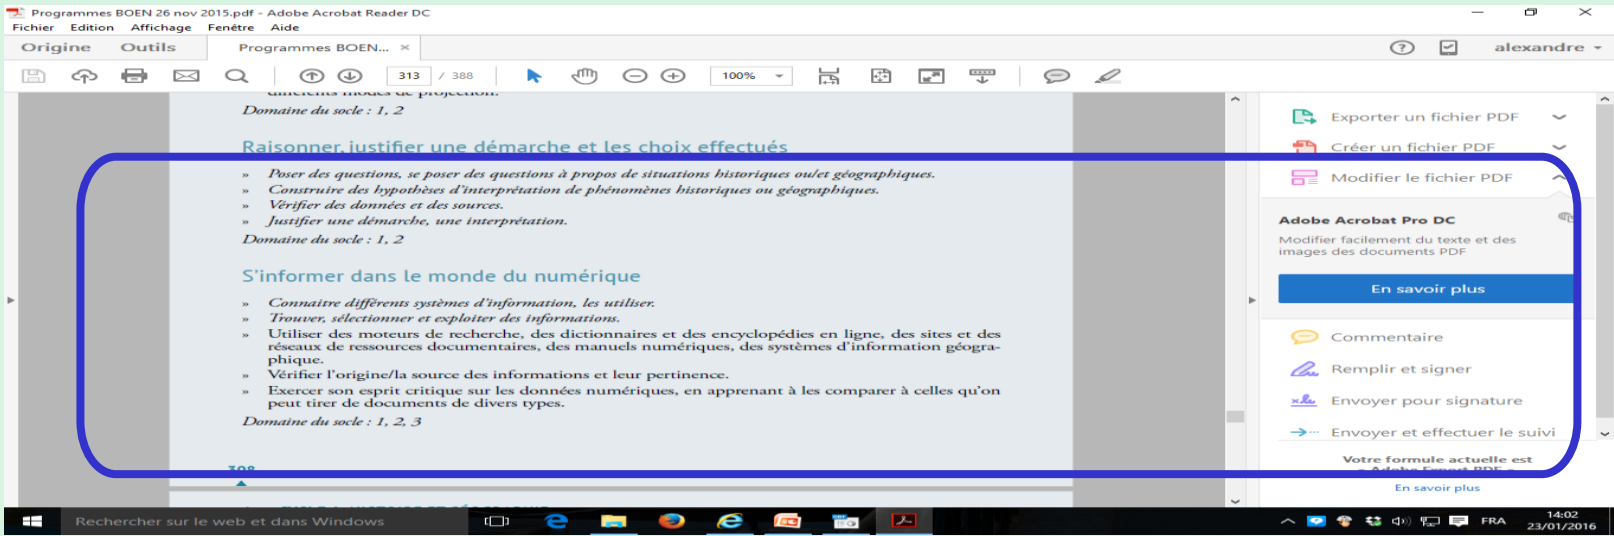 Programmes BOEN 26 nov 2015.pdf - Adobe Acrobat Reader DC
Fichier Edition Affichage Fenêtre Aide
Origine Outils Programmes BOEN... × alexandre
313 / 388 100%
différents modes de projection.
Domaine du socle : 1, 2
Raisonner, justifier une démarche et les choix effectués
» Poser des questions, se poser des questions à propos de situations historiques ou/et géographiques.
» Construire des hypothèses d'interprétation de phénomènes historiques ou géographiques.
» Vérifier des données et des sources.
» Justifier une démarche, une interprétation.
Domaine du socle : 1, 2
S'informer dans le monde du numérique
» Connaitre différents systèmes d'information, les utiliser.
» Trouver, sélectionner et exploiter des informations.
» Utiliser des moteurs de recherche, des dictionnaires et des encyclopédies en ligne, des sites et des
réseaux de ressources documentaires, des manuels numériques, des systèmes d'information géogra-
phique.
» Vérifier l'origine/la source des informations et leur pertinence.
» Exercer son esprit critique sur les données numériques, en apprenant à les comparer à celles qu'on
peut tirer de documents de divers types.
Domaine du socle : 1, 2, 3
Exporter un fichier PDF
Créer un fichier PDF
Modifier le fichier PDF
Adobe Acrobat Pro DC
Modifier facilement du texte et des
images des documents PDF
En savoir plus
Commentaire
Remplir et signer
Envoyer pour signature
Envoyer et effectuer le suivi
Votre formule actuelle est
En savoir plus
Rechercher sur le web et dans Windows
FRA
14:02
23/01/2016